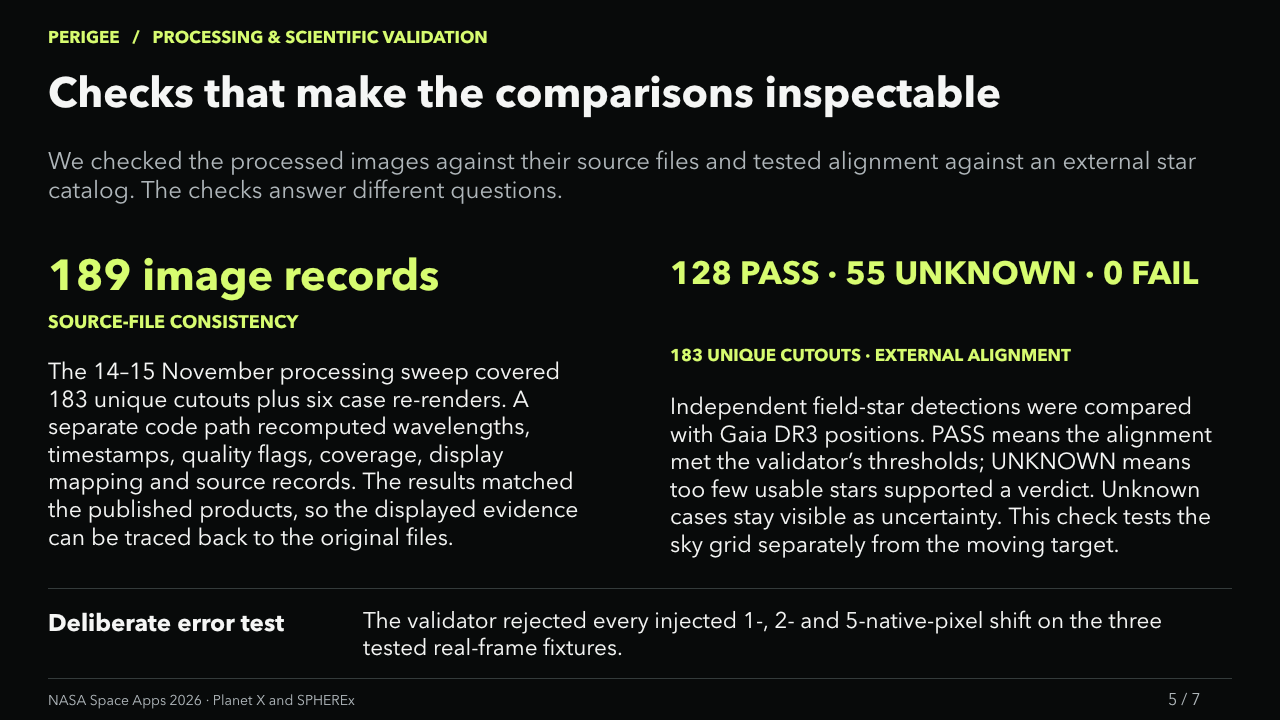 PERIGEE / PROCESSING & SCIENTIFIC VALIDATION
Checks that make the comparisons inspectable
We checked the processed images against their source files and tested alignment against an external star
catalog. The checks answer different questions.
189 image records
SOURCE-FILE CONSISTENCY
The 14–15 November processing sweep covered
183 unique cutouts plus six case re-renders. A
separate code path recomputed wavelengths,
timestamps, quality flags, coverage, display
mapping and source records. The results matched
the published products, so the displayed evidence
can be traced back to the original files.
128 PASS · 55 UNKNOWN · 0 FAIL
183 UNIQUE CUTOUTS · EXTERNAL ALIGNMENT
Independent field-star detections were compared
with Gaia DR3 positions. PASS means the alignment
met the validator’s thresholds; UNKNOWN means
too few usable stars supported a verdict. Unknown
cases stay visible as uncertainty. This check tests the
sky grid separately from the moving target.
Deliberate error test
The validator rejected every injected 1-, 2- and 5-native-pixel shift on the three
tested real-frame fixtures.
NASA Space Apps 2026 · Planet X and SPHEREx
5 / 7